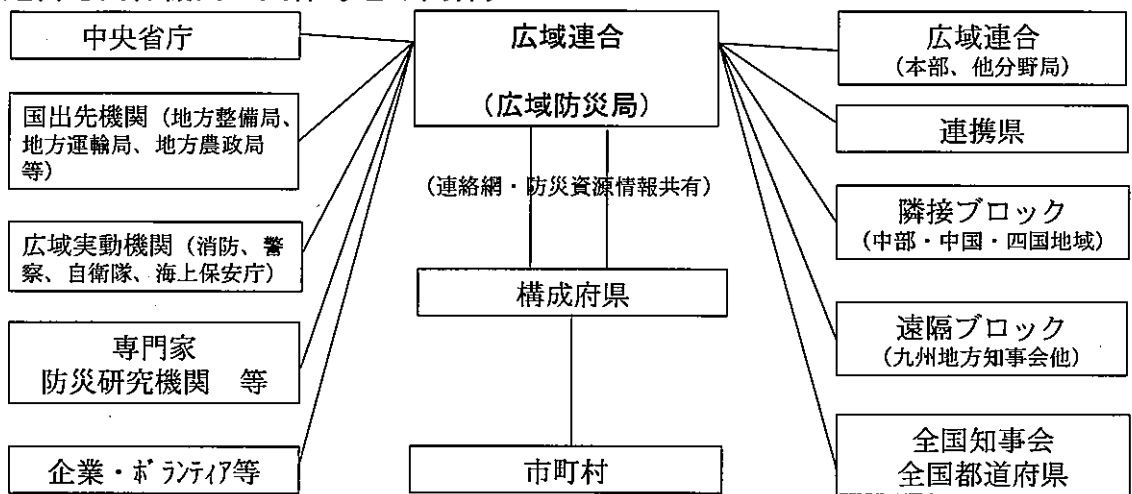 中央省庁
国出先機関（地方整備局、
地方運輸局、地方農政局
等）
広域実動機関（消防、警
察、自衛隊、海上保安庁）
専門家
防災研究機関　等
企業・ボランティア等
広域連合
（広域防災局）
（連絡網・防災資源情報共有）
構成府県
市町村
広域連合
（本部、他分野局）
連携県
隣接ブロック
（中部・中国・四国地域）
遠隔ブロック
（九州地方知事会他）
全国知事会
全国都道府県